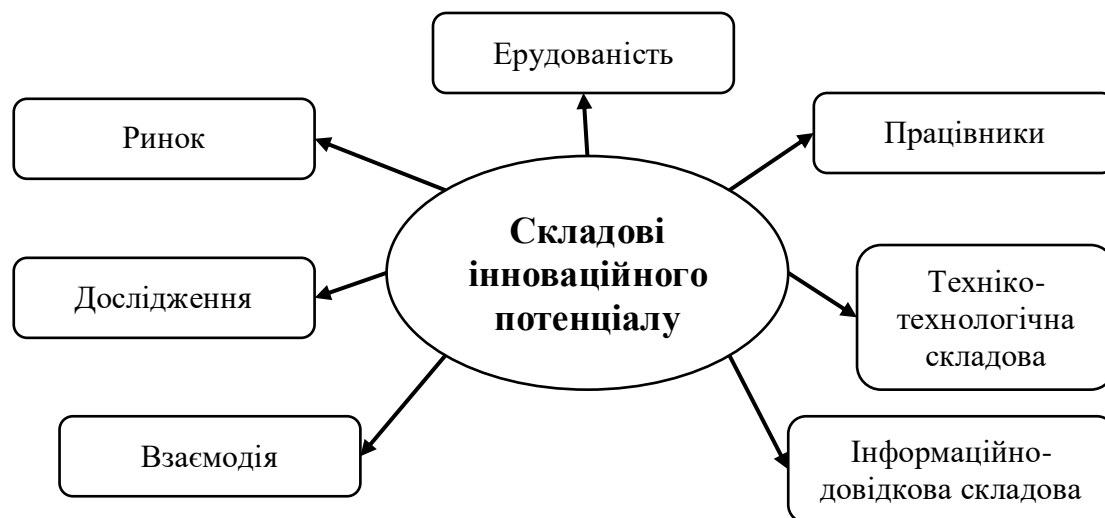 Ерудованість
Ринок
Працівники
Складові
інноваційного
потенціалу
Дослідження
Техніко-
технологічна
складова
Взаємодія
Інформаційно-
довідкова складова